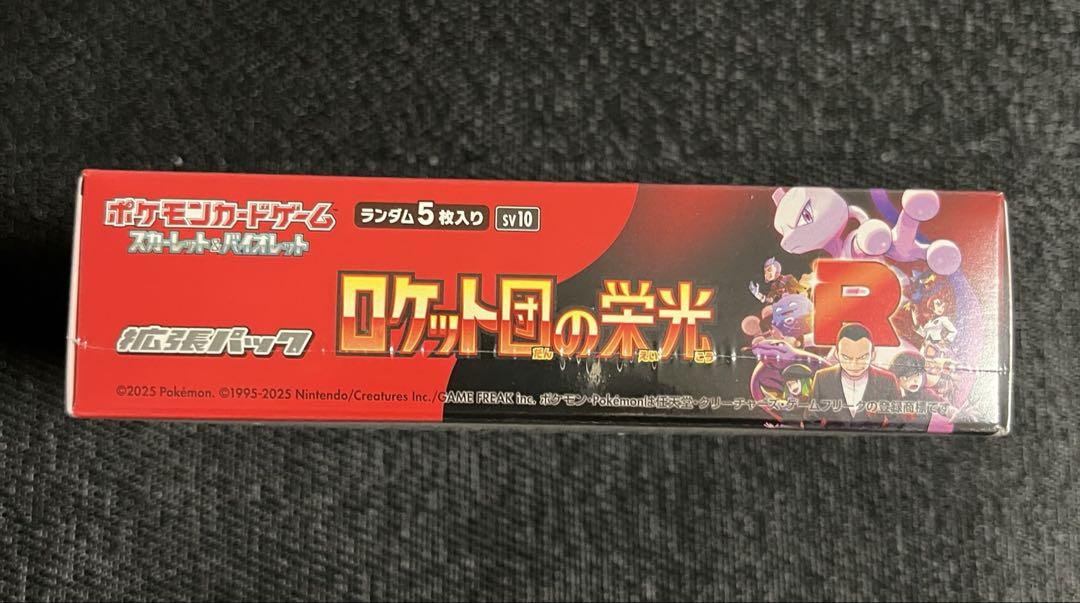 ポケモンカードゲーム
スカーレット&バイオレット
ランダム5枚入り
SV10
ロケット団の栄光
だん えい こう
拡張パック
R
©2025 Pokémon. ©1995-2025 Nintendo/Creatures Inc./GAME FREAK inc. ポケモン・Pokémonは任天堂・クリーチャーズ・ゲームフリークの登録商標です